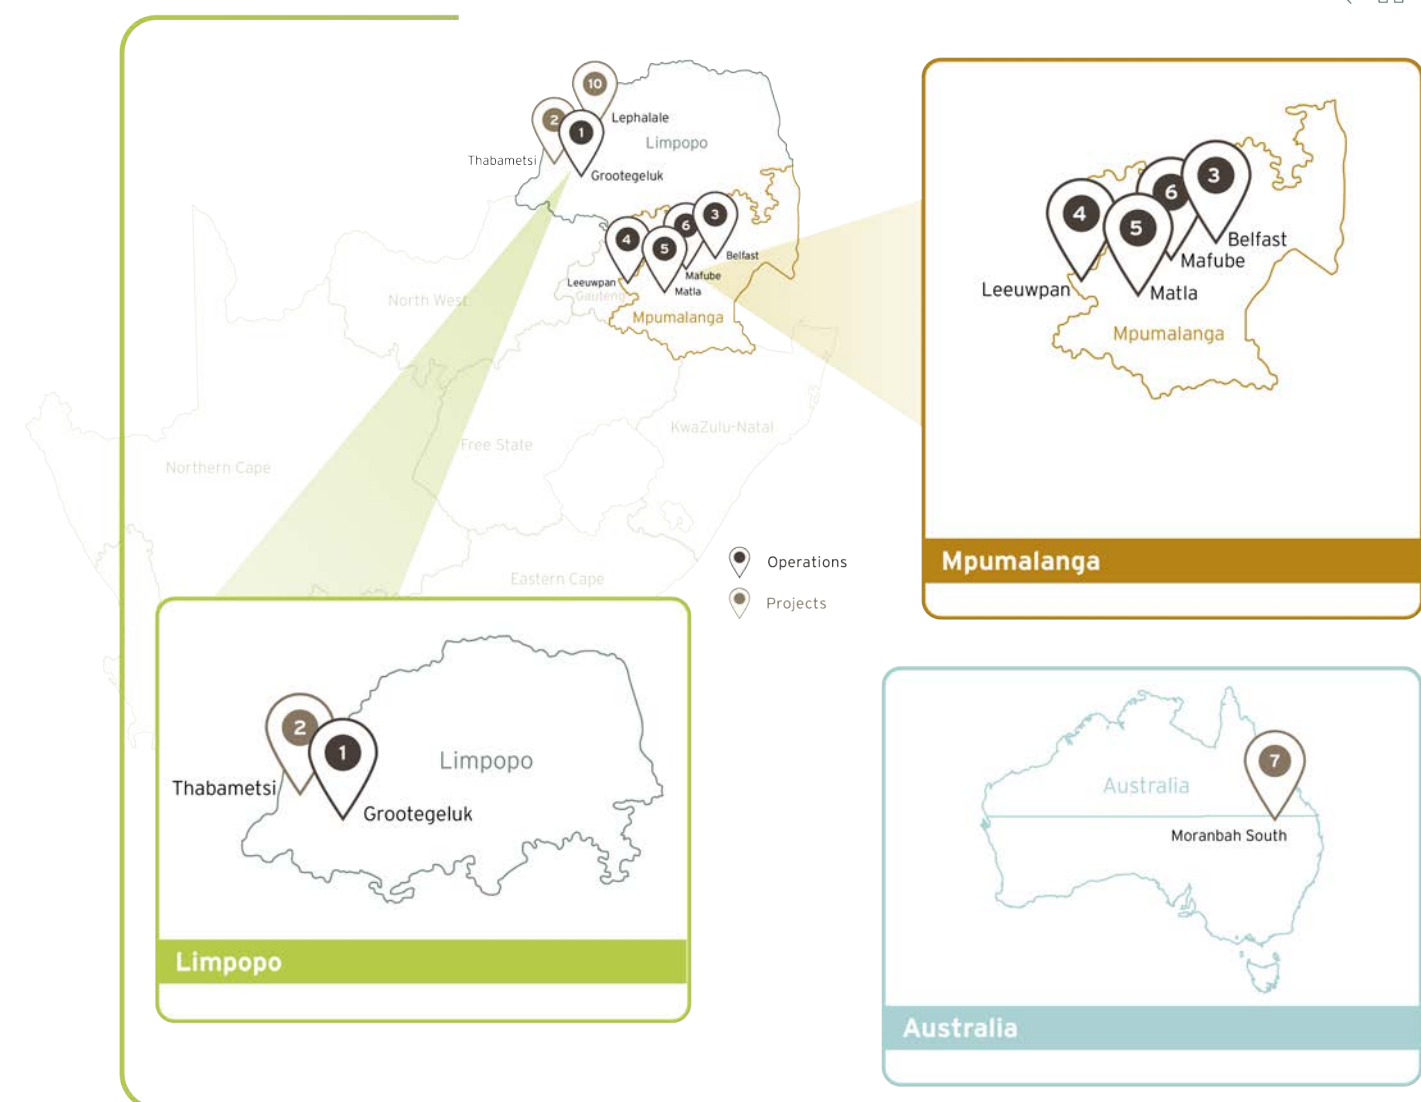 10
Lephalale
2
1
Limpopo
Thabametsi
Grootegeluk
3
6
4
5
Belfast
Mafube
Leeuwpan
Matla
Gauteng
North West
Mpumalanga
KwaZulu-Natal
Free State
Northern Cape
Eastern Cape
Operations
Projects
3
6
4
5
Belfast
Mafube
Leeuwpan
Matla
Mpumalanga
Mpumalanga
2
1
Limpopo
Thabametsi
Grootegeluk
Limpopo
7
Australia
Moranbah South
Australia